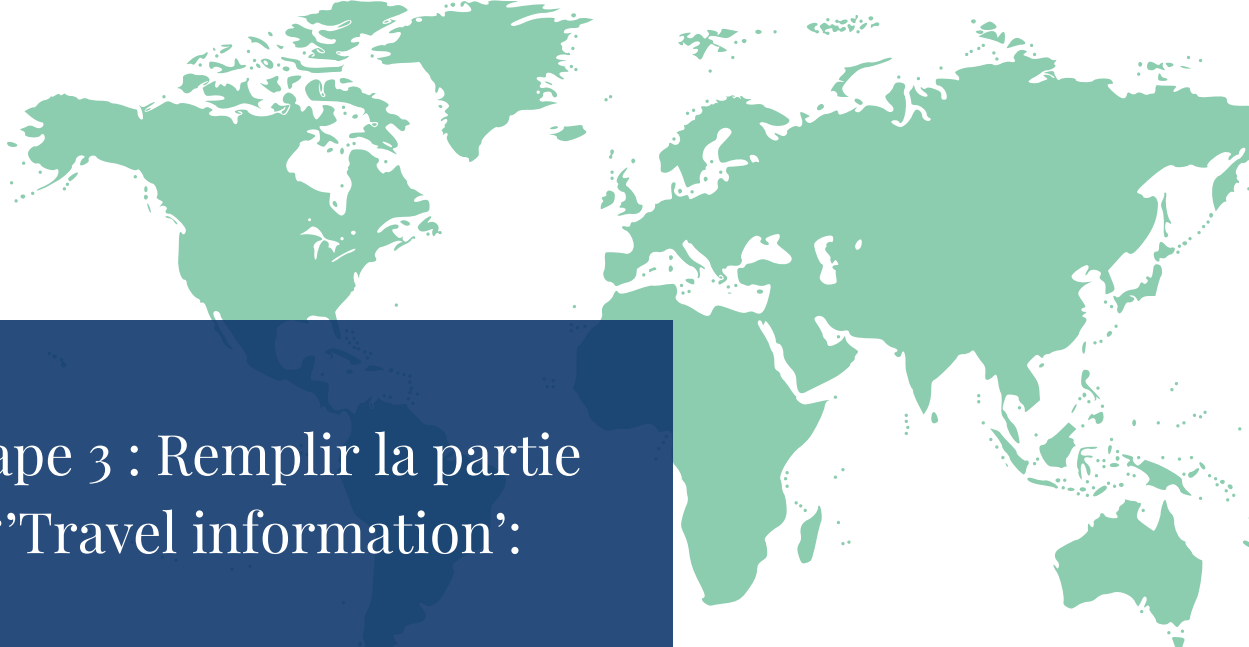 ape 3 : Remplir la partie
’’Travel information’: